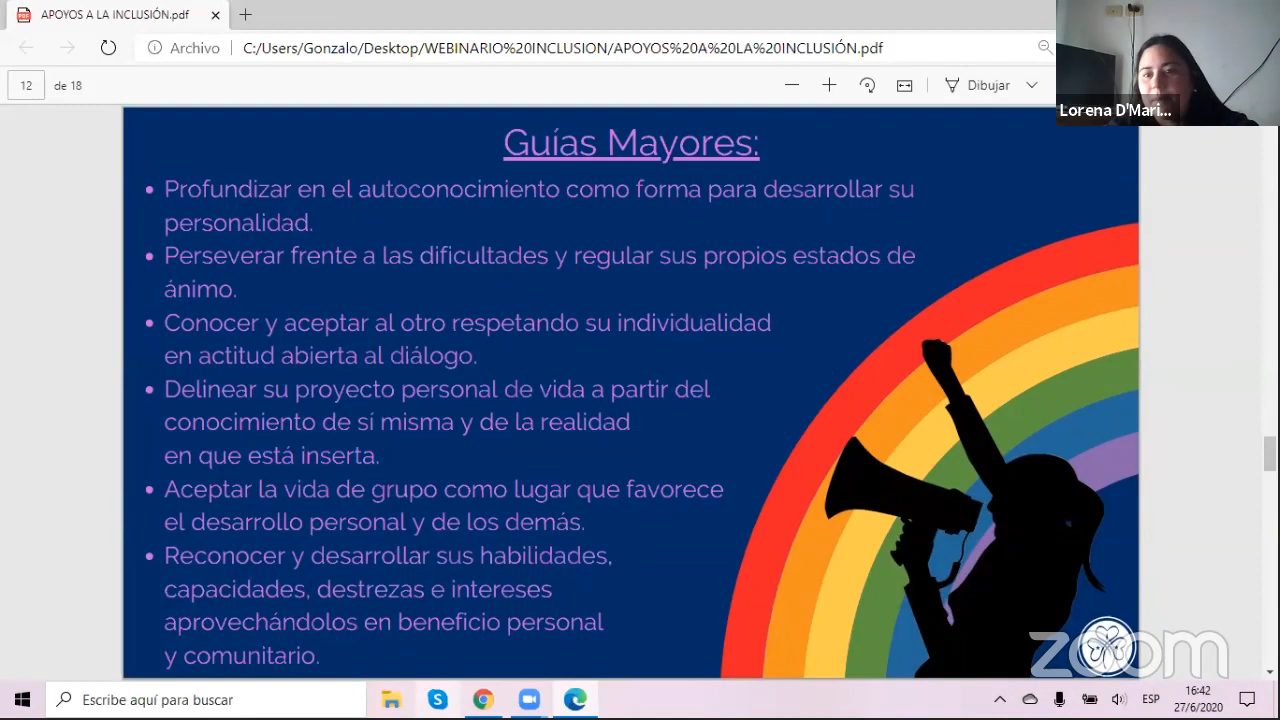 APOYOS A LA INCLUSIÓN.pdf
Archivo
C:/Users/Gonzalo/Desktop/WEBINARIO%20INCLUSION/APOYOS%20A%20LA%20INCLUSIÓN.pdf
12 de 18
Dibujar
Lorena D'Mari...
Guías Mayores:
• Profundizar en el autoconocimiento como forma para desarrollar su
personalidad.
• Perseverar frente a las dificultades y regular sus propios estados de
ánimo.
• Conocer y aceptar al otro respetando su individualidad
en actitud abierta al diálogo.
• Delinear su proyecto personal de vida a partir del
conocimiento de sí misma y de la realidad
en que está inserta.
• Aceptar la vida de grupo como lugar que favorece
el desarrollo personal y de los demás.
• Reconocer y desarrollar sus habilidades,
capacidades, destrezas e intereses
aprovechándolos en beneficio personal
y comunitario.
zoom
Escribe aquí para buscar
ESP
16:42
27/6/2020